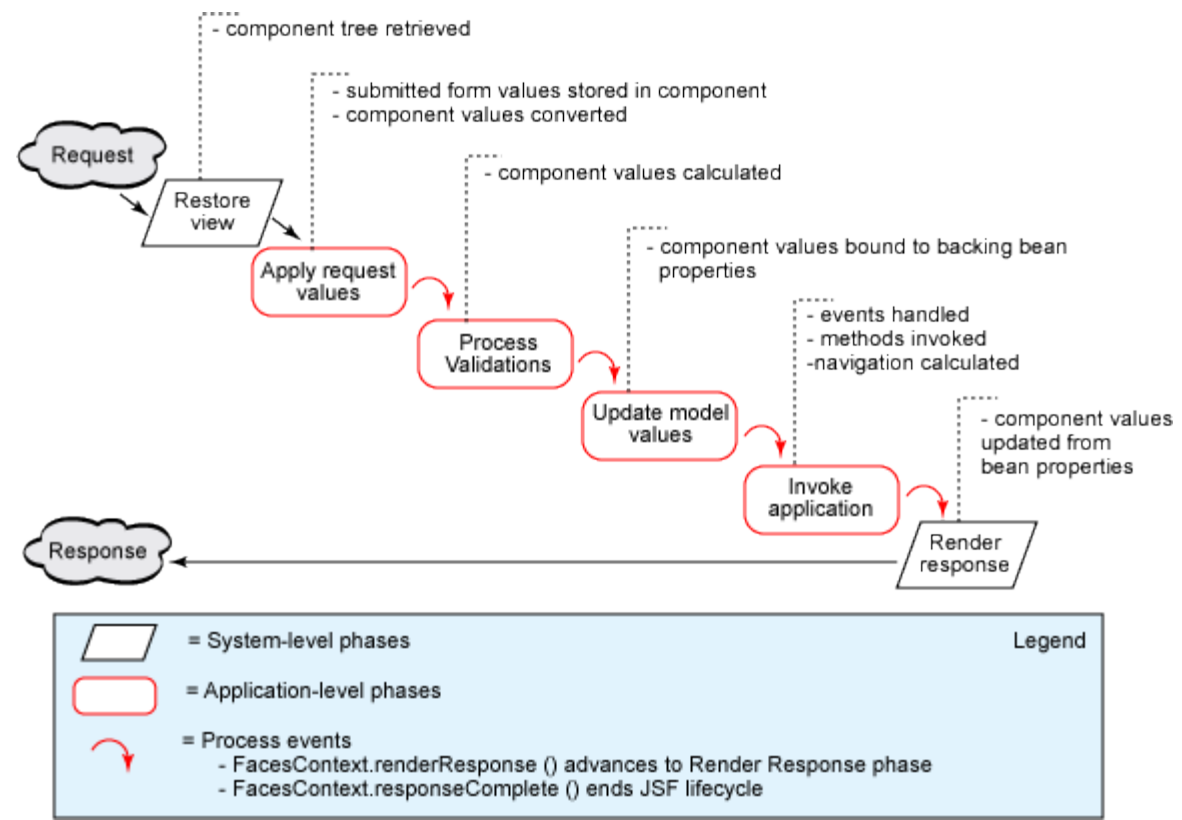 - component tree retrieved
- submitted form values stored in component
- component values converted
Request
- component values calculated
Restore
view
- component values bound to backing bean
properties
Apply request
values
- events handled
- methods invoked
-navigation calculated
Process
Validations
Update model
values
- component values
updated from
bean properties
Invoke
application
Render
response
Response
Legend
= System-level phases
= Application-level phases
= Process events
- FacesContext.renderResponse () advances to Render Response phase
- FacesContext.responseComplete () ends JSF lifecycle